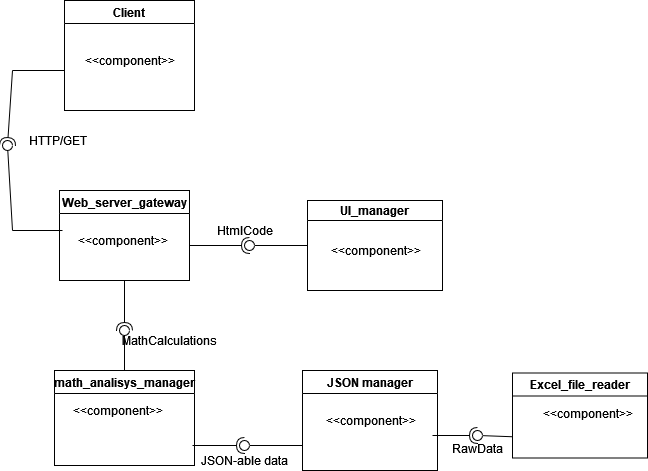 Client
<<component>>
HTTP/GET
Web_server_gateway
<<component>>
HtmlCode
UI_manager
<<component>>
MathCalculations
math_analisys_manager
<<component>>
JSON-able data
JSON manager
<<component>>
RawData
Excel_file_reader
<<component>>